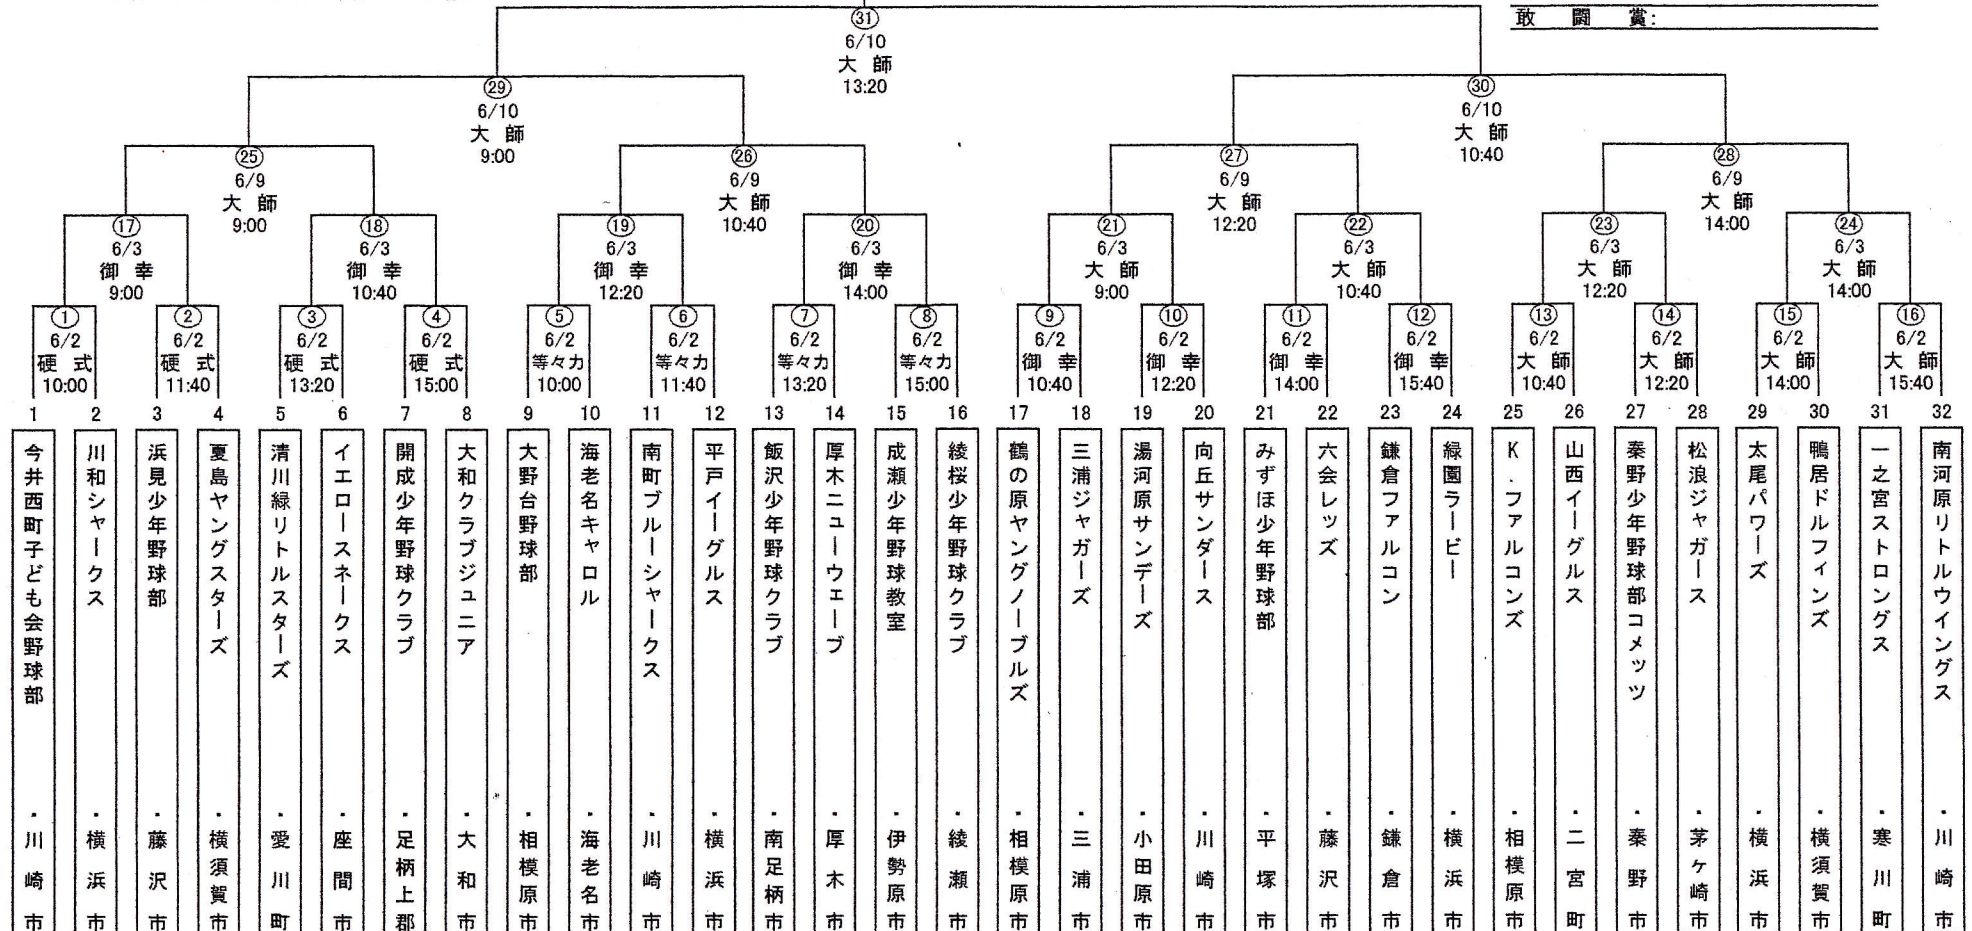 敢 闘 賞:
㉛
6/10
大 師
13:20
㉙
6/10
大 師
9:00
㉚
6/10
大 師
10:40
㉕
6/9
大 師
9:00
㉖
6/9
大 師
10:40
㉗
6/9
大 師
12:20
㉘
6/9
大 師
14:00
⑰
6/3
御 幸
9:00
⑱
6/3
御 幸
10:40
⑲
6/3
御 幸
12:20
⑳
6/3
御 幸
14:00
㉑
6/3
大 師
9:00
㉒
6/3
大 師
10:40
㉓
6/3
大 師
12:20
㉔
6/3
大 師
14:00
①
6/2
硬 式
10:00
②
6/2
硬 式
11:40
③
6/2
硬 式
13:20
④
6/2
硬 式
15:00
⑤
6/2
等々力
10:00
⑥
6/2
等々力
11:40
⑦
6/2
等々力
13:20
⑧
6/2
等々力
15:00
⑨
6/2
御 幸
10:40
⑩
6/2
御 幸
12:20
⑪
6/2
御 幸
14:00
⑫
6/2
御 幸
15:40
⑬
6/2
大 師
10:40
⑭
6/2
大 師
12:20
⑮
6/2
大 師
14:00
⑯
6/2
大 師
15:40
1 今井西町子ども会野球部 ・川崎市
2 川和シャークス ・横浜市
3 浜見少年野球部 ・藤沢市
4 夏島ヤングスターズ ・横須賀市
5 清川緑リトルスターズ ・愛川町
6 イエロースネークス ・座間市
7 開成少年野球クラブ ・足柄上郡
8 大和クラブジュニア ・大和市
9 大野台野球部 ・相模原市
10 海老名キャロル ・海老名市
11 南町ブルーシャークス ・川崎市
12 平戸イーグルス ・横浜市
13 飯沢少年野球クラブ ・南足柄市
14 厚木ニューウェーブ ・厚木市
15 成瀬少年野球教室 ・伊勢原市
16 綾桜少年野球クラブ ・綾瀬市
17 鶴の原ヤングノーブルズ ・相模原市
18 三浦ジャガーズ ・三浦市
19 湯河原サンデーズ ・小田原市
20 向丘サンダース ・川崎市
21 みずほ少年野球部 ・平塚市
22 六会レッズ ・藤沢市
23 鎌倉ファルコン ・鎌倉市
24 緑園ラービー ・横浜市
25 K.ファルコンズ ・相模原市
26 山西イーグルス ・二宮町
27 秦野少年野球部コメッツ ・秦野市
28 松浪ジャガース ・茅ヶ崎市
29 太尾パワーズ ・横浜市
30 鴨居ドルフィンズ ・横須賀市
31 一之宮ストロングス ・寒川町
32 南河原リトルウイングス ・川崎市